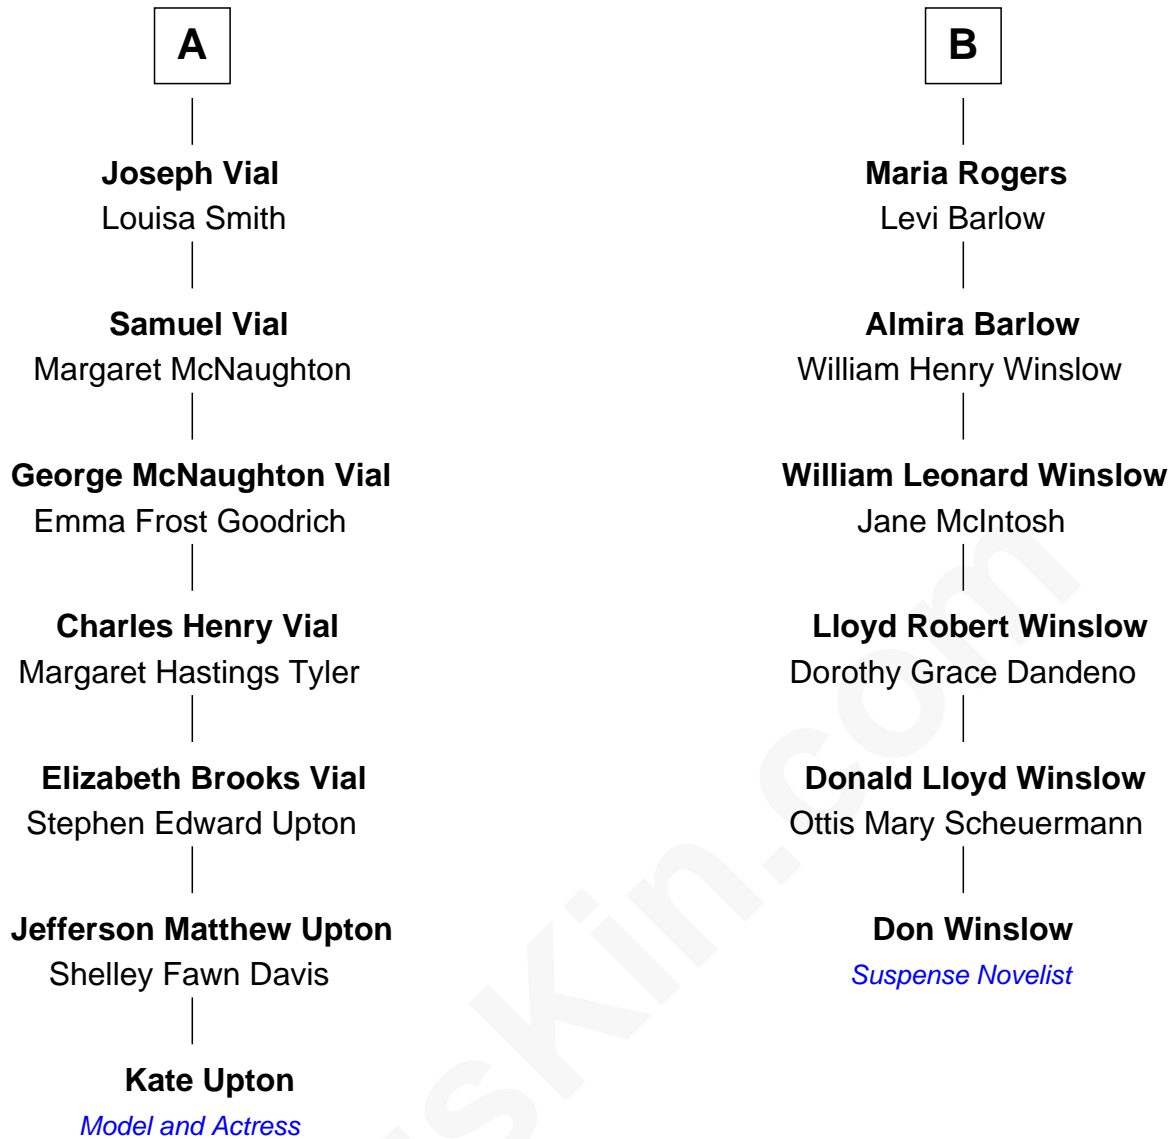 A
Joseph Vial
Louisa Smith
Samuel Vial
Margaret McNaughton
George McNaughton Vial
Emma Frost Goodrich
Charles Henry Vial
Margaret Hastings Tyler
Elizabeth Brooks Vial
Stephen Edward Upton
Jefferson Matthew Upton
Shelley Fawn Davis
Kate Upton
Model and Actress
B
Maria Rogers
Levi Barlow
Almira Barlow
William Henry Winslow
William Leonard Winslow
Jane McIntosh
Lloyd Robert Winslow
Dorothy Grace Dandeno
Donald Lloyd Winslow
Ottis Mary Scheuermann
Don Winslow
Suspense Novelist